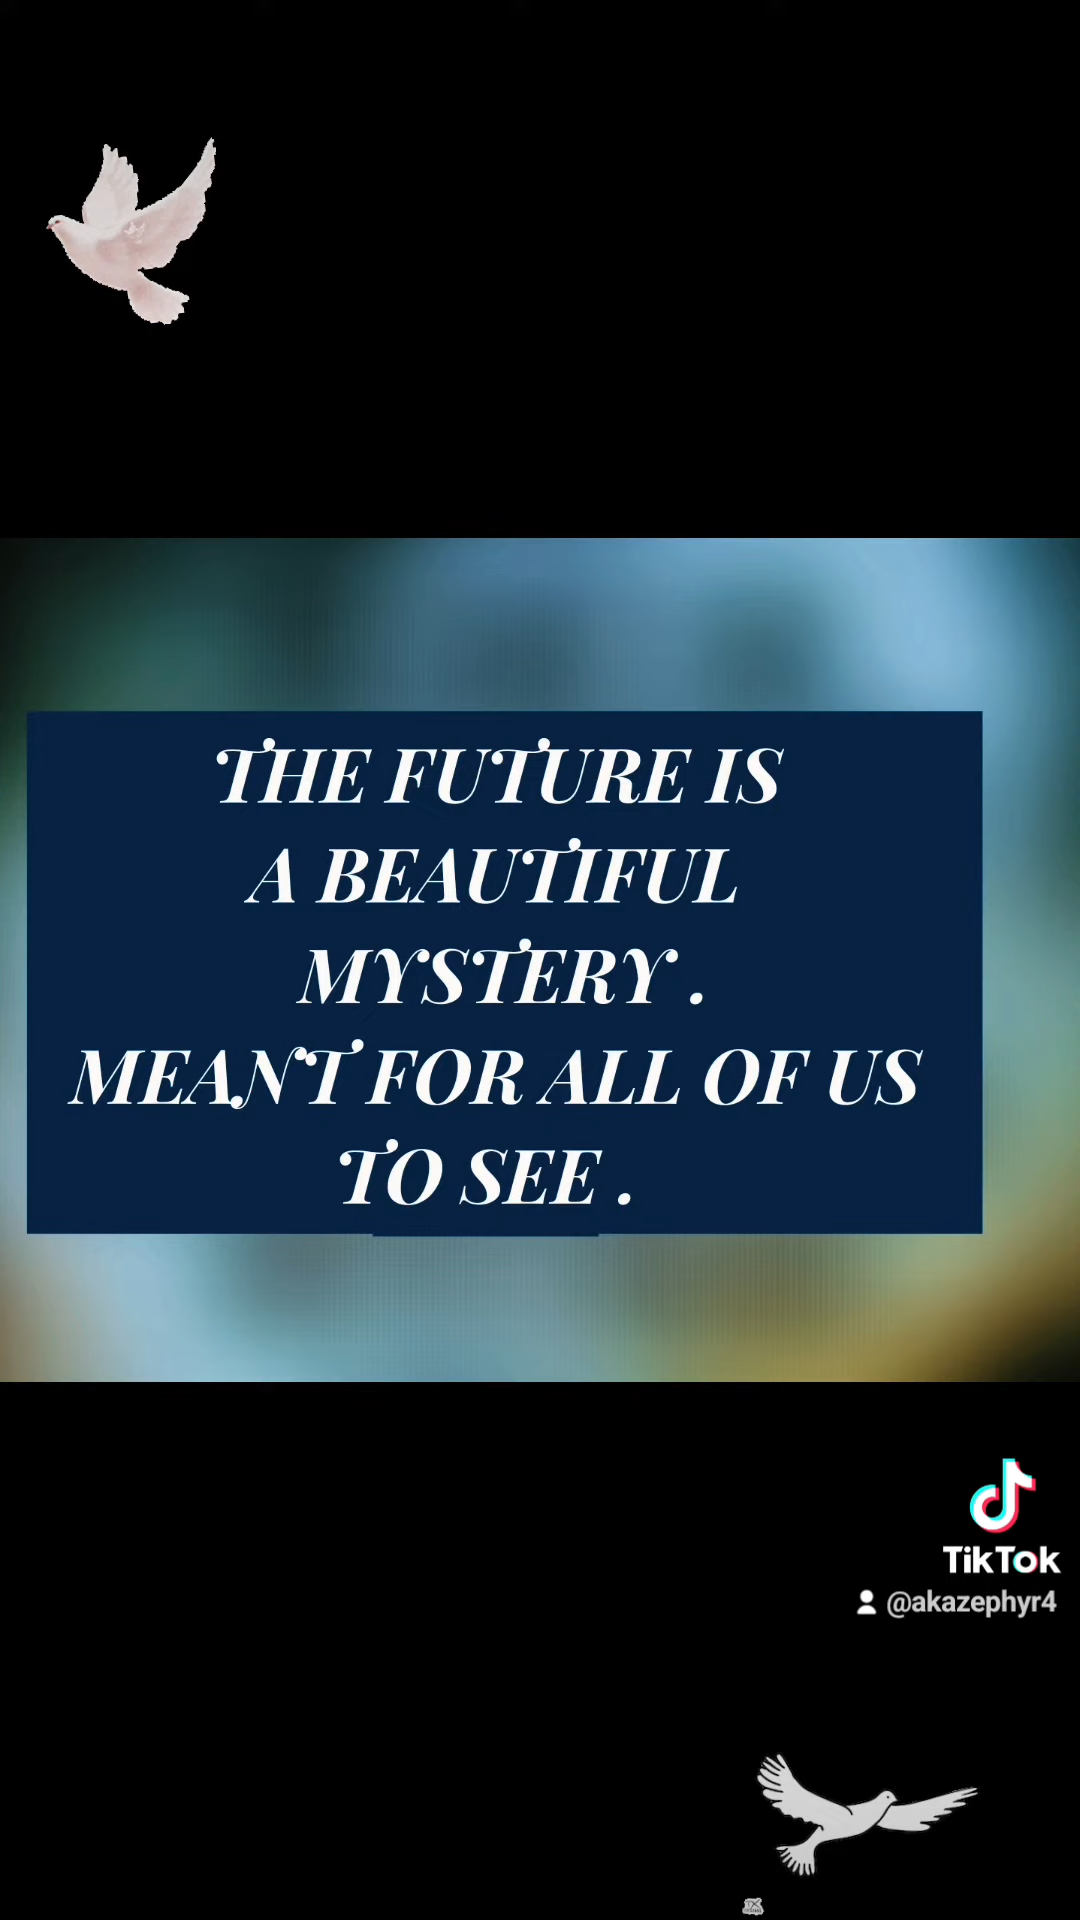 THE FUTURE IS
A BEAUTIFUL
MYSTERY .
MEANT FOR ALL OF US
TO SEE .
TikTok
@akazephyr4